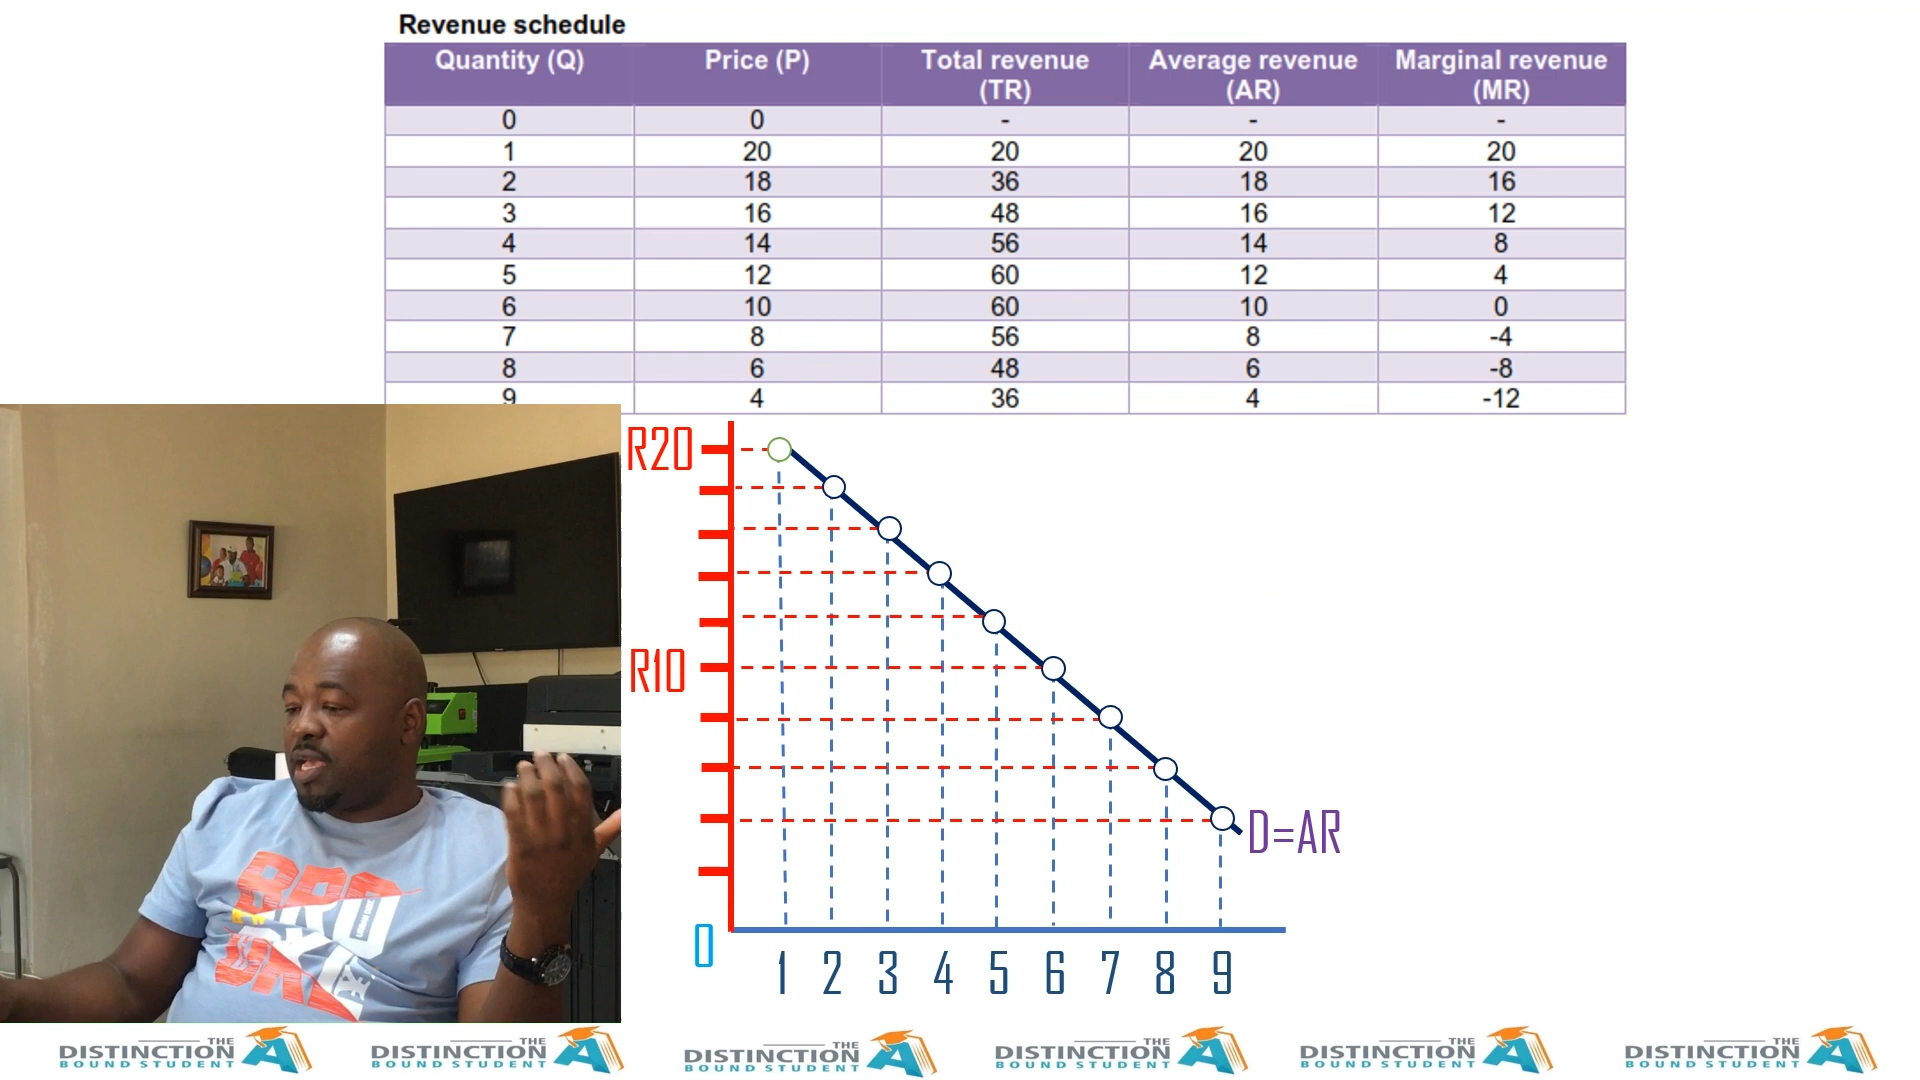 Revenue schedule
Quantity (Q) Price (P) Total revenue (TR) Average revenue (AR) Marginal revenue (MR)
0 0 - - -
1 20 20 20 20
2 18 36 18 16
3 16 48 16 12
4 14 56 14 8
5 12 60 12 4
6 10 60 10 0
7 8 56 8 -4
8 6 48 6 -8
9 4 36 4 -12
R20
R10
D=AR
0
1 2 3 4 5 6 7 8 9
THE DISTINCTION BOUND STUDENT
THE DISTINCTION BOUND STUDENT
THE DISTINCTION BOUND STUDENT
THE DISTINCTION BOUND STUDENT
THE DISTINCTION BOUND STUDENT
THE DISTINCTION BOUND STUDENT